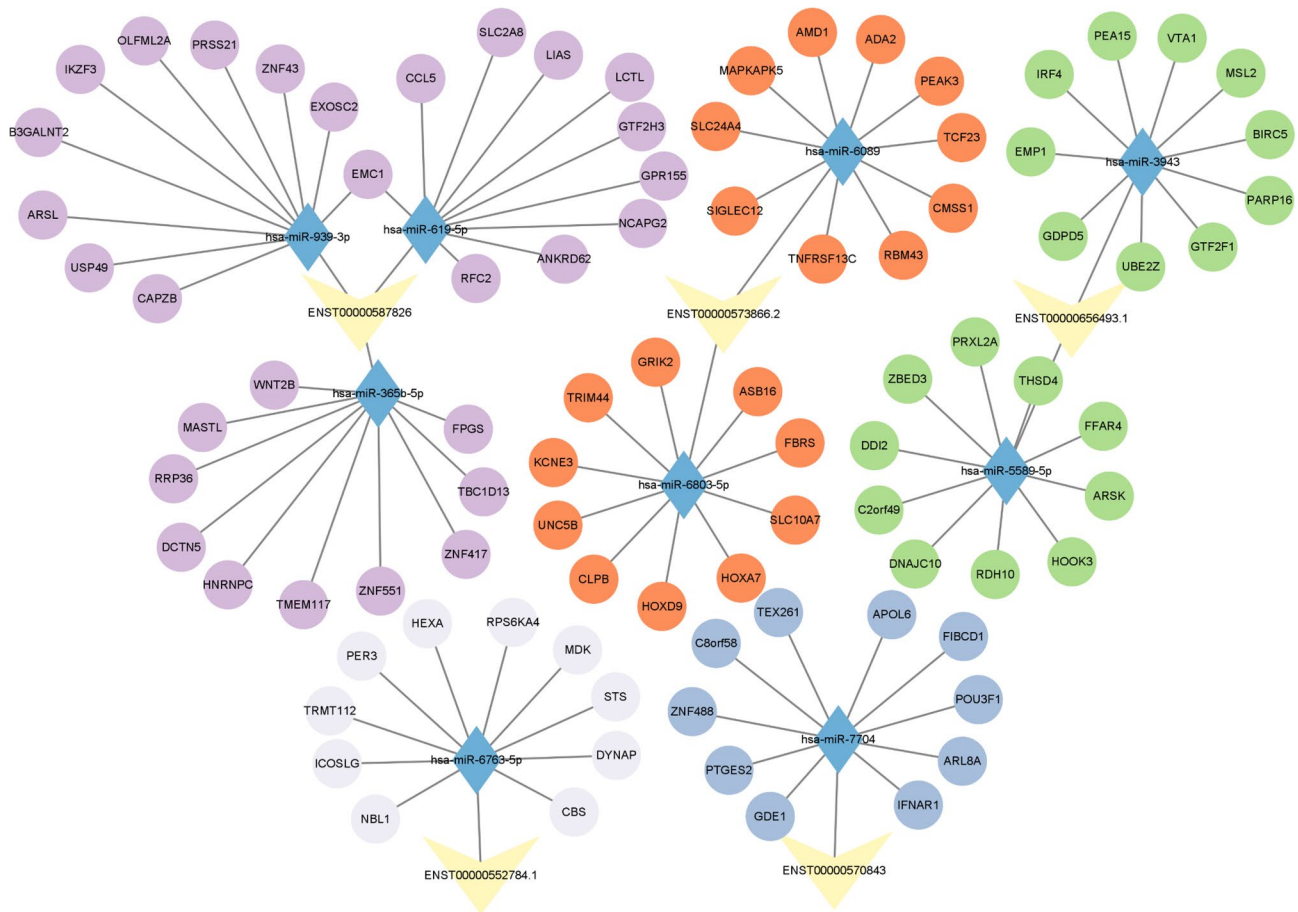 OLFML2A
PRSS21
IKZF3
ZNF43
EXOSC2
B3GALNT2
EMC1
ARSL
hsa-miR-939-3p
USP49
CAPZB
SLC2A8
CCL5
LIAS
LCTL
GTF2H3
GPR155
NCAPG2
hsa-miR-619-5p
ANKRD62
RFC2
ENST00000587826
hsa-miR-365b-5p
WNT2B
MASTL
FPGS
RRP36
TBC1D13
DCTN5
ZNF417
HNRNPC
ZNF551
TMEM117
AMD1
ADA2
MAPKAPK5
PEAK3
SLC24A4
TCF23
hsa-miR-6089
SIGLEC12
CMSS1
TNFRSF13C
RBM43
ENST00000573866.2
GRIK2
ASB16
TRIM44
FBRS
KCNE3
hsa-miR-6803-5p
UNC5B
SLC10A7
CLPB
HOXA7
HOXD9
PEA15
VTA1
IRF4
MSL2
BIRC5
EMP1
hsa-miR-3943
PARP16
GDPD5
GTF2F1
UBE2Z
ENST00000656493.1
PRXL2A
ZBED3
THSD4
FFAR4
DDI2
hsa-miR-5589-5p
ARSK
C2orf49
DNAJC10
HOOK3
RDH10
HEXA
RPS6KA4
PER3
MDK
TRMT112
STS
ICOSLG
hsa-miR-6763-5p
DYNAP
NBL1
CBS
ENST00000552784.1
TEX261
APOL6
C8orf58
FIBCD1
ZNF488
POU3F1
hsa-miR-7704
PTGES2
ARL8A
GDE1
IFNAR1
ENST00000570843